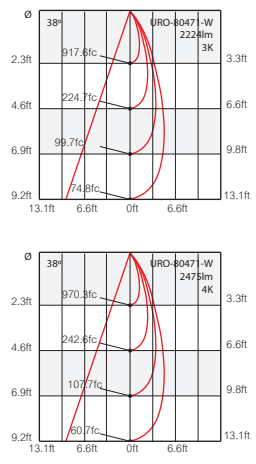 Ø
38º
URO-80471-W
2224lm
3K
917.6fc
2.3ft
3.3ft
224.7fc
4.6ft
6.6ft
99.7fc
6.9ft
9.8ft
74.8fc
9.2ft
13.1ft
13.1ft
6.6ft
0ft
6.6ft
Ø
38º
URO-80471-W
2475lm
4K
970.3fc
2.3ft
3.3ft
242.6fc
4.6ft
6.6ft
107.7fc
6.9ft
9.8ft
60.7fc
9.2ft
13.1ft
13.1ft
6.6ft
0ft
6.6ft